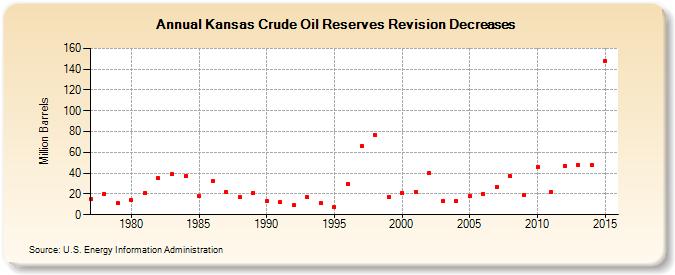 Annual Kansas Crude Oil Reserves Revision Decreases
Million Barrels
160
140
120
100
80
60
40
20
0
1980 1985 1990 1995 2000 2005 2010 2015
Source: U.S. Energy Information Administration